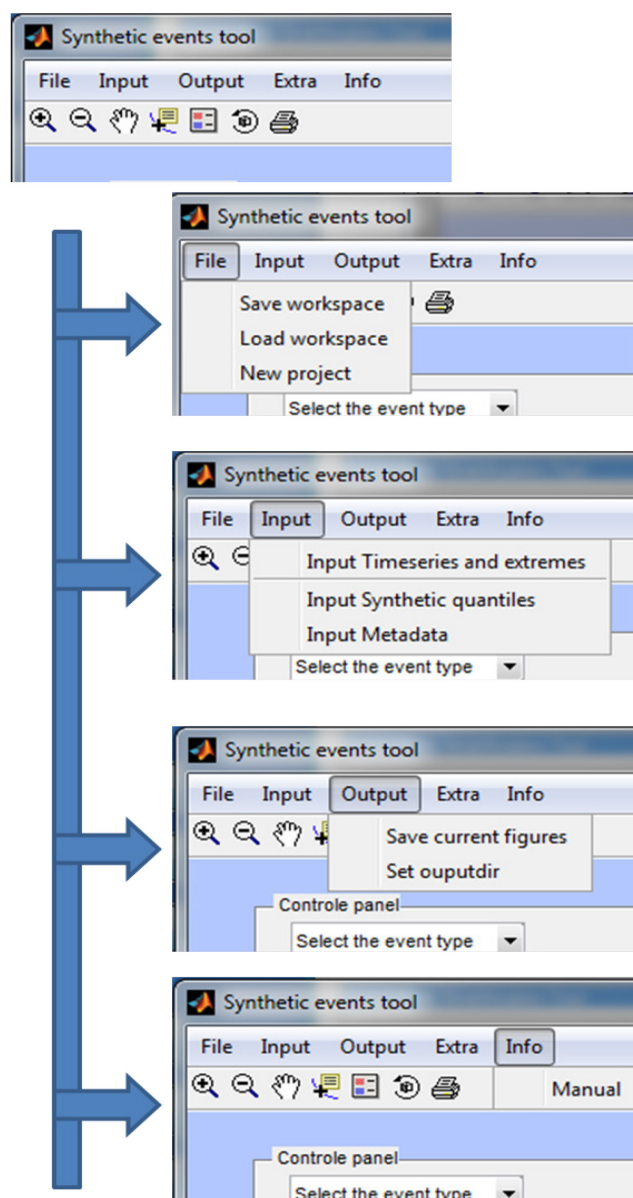 Synthetic events tool
File Input Output Extra Info
Synthetic events tool
File Input Output Extra Info
Save workspace
Load workspace
New project
Select the event type
Synthetic events tool
File Input Output Extra Info
Input Timeseries and extremes
Input Synthetic quantiles
Input Metadata
Select the event type
Synthetic events tool
File Input Output Extra Info
Save current figures
Set ouputdir
Controle panel
Select the event type
Synthetic events tool
File Input Output Extra Info
Manual
Controle panel
Select the event type